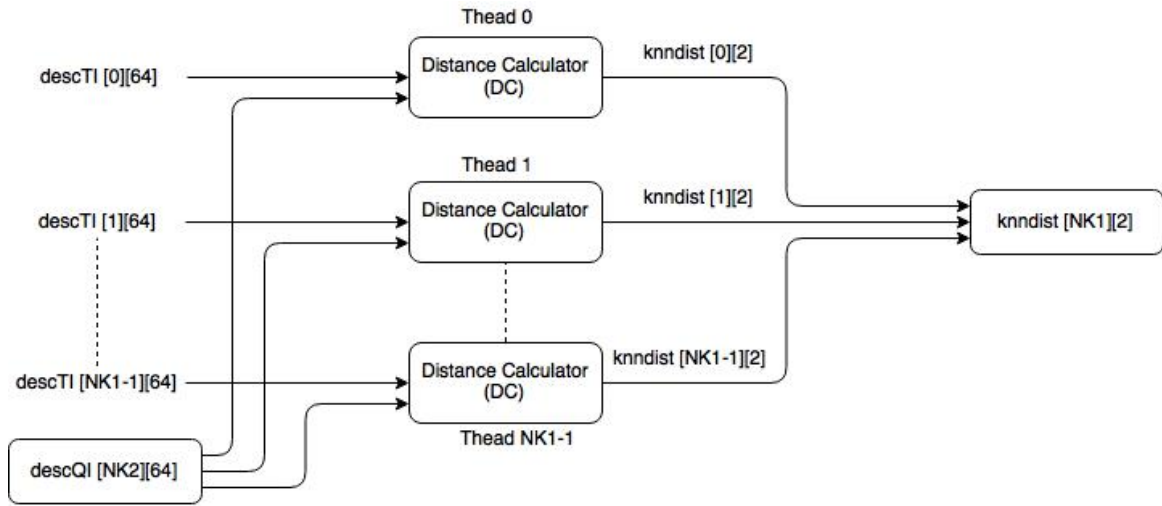 Thead 0
descTI [0][64]
Distance Calculator
(DC)
knndist [0][2]
Thead 1
descTI [1][64]
Distance Calculator
(DC)
knndist [1][2]
knndist [NK1][2]
descTI [NK1-1][64]
Distance Calculator
(DC)
knndist [NK1-1][2]
Thead NK1-1
descQI [NK2][64]